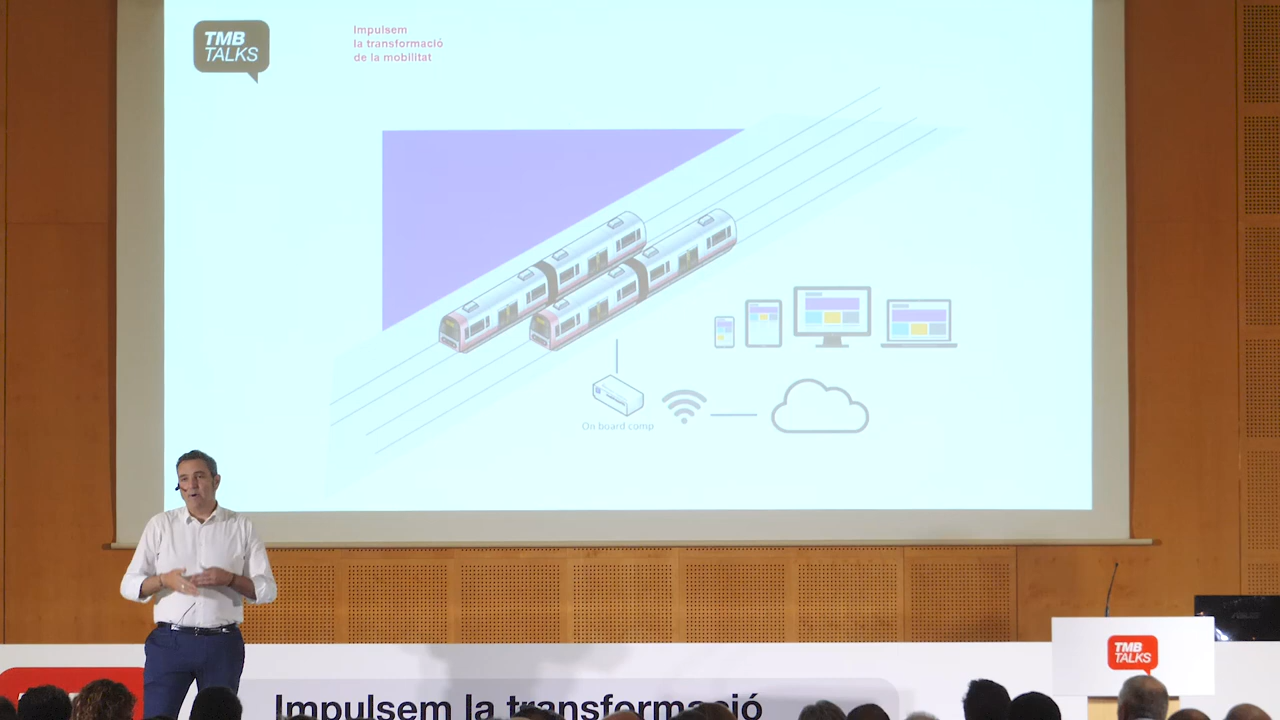 TMB
TALKS
Impulsem
la transformació
de la mobilitat
On board comp
TMB
TALKS
Impulsem la transformació